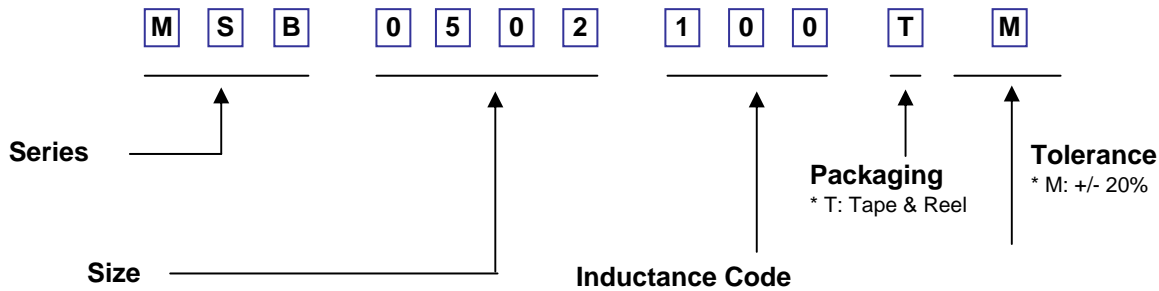 M S B 0 5 0 2 1 0 0 T M
Series
Tolerance
* M: +/- 20%
Packaging
* T: Tape & Reel
Size
Inductance Code